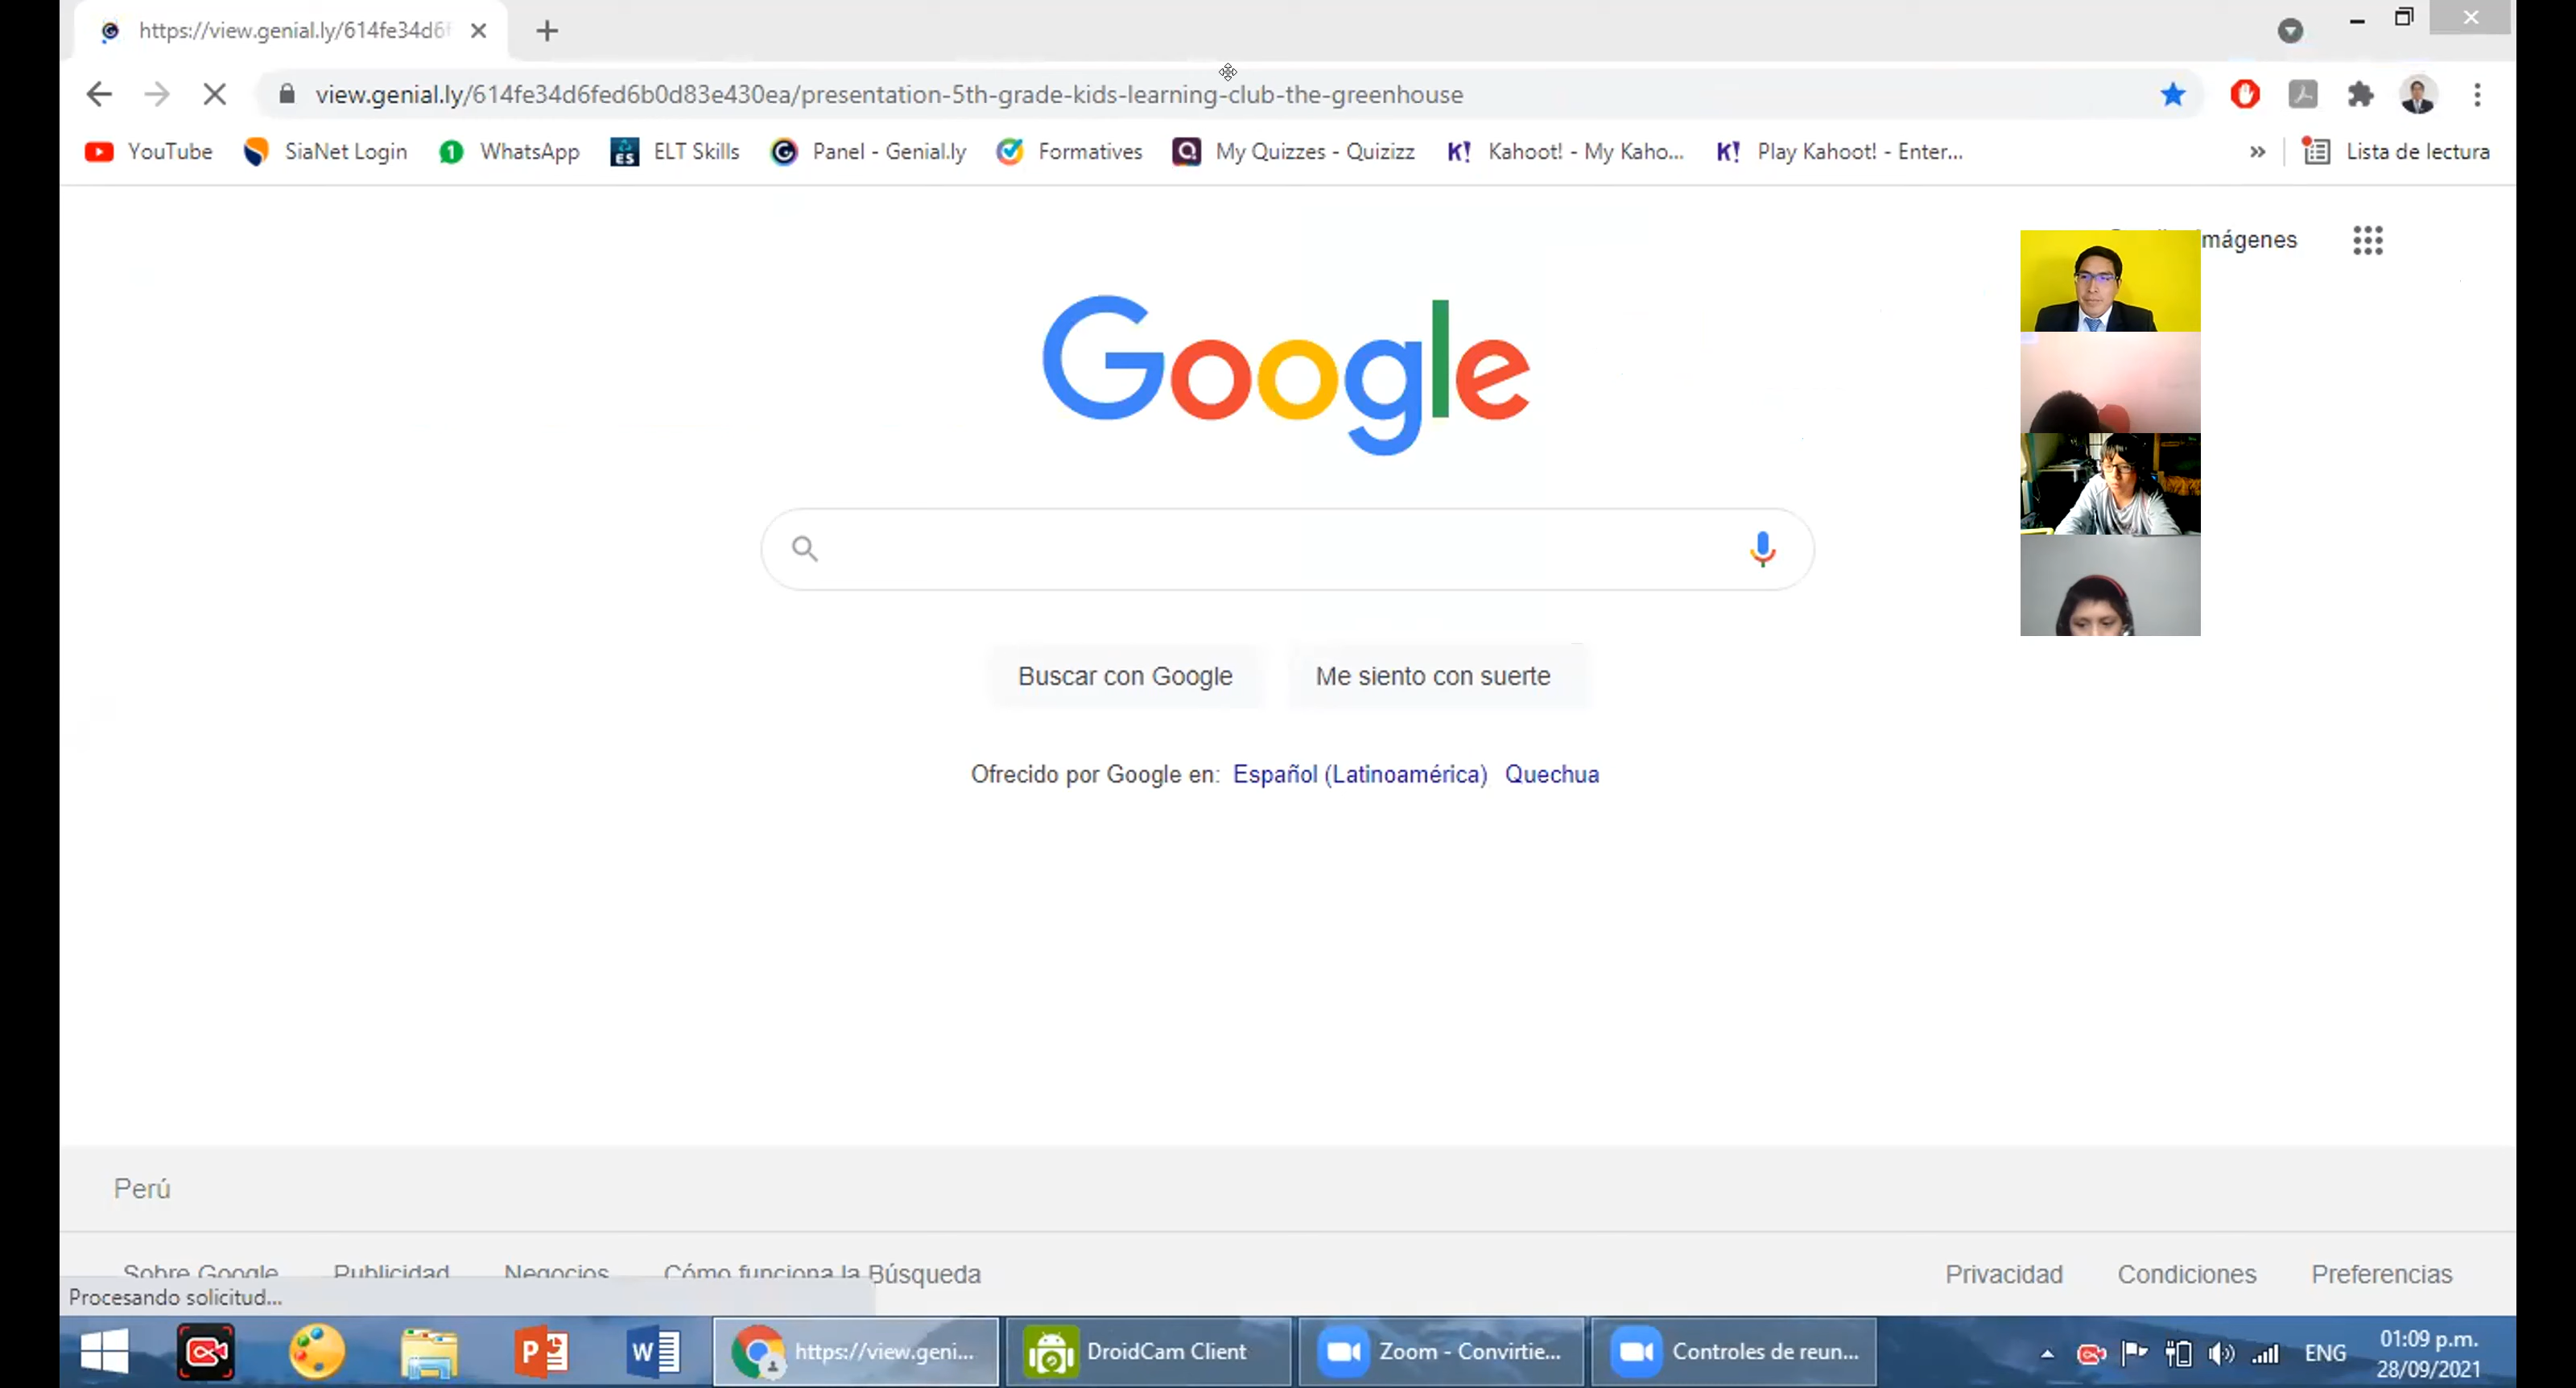 https://view.genial.ly/614fe34d6f
view.genial.ly/614fe34d6fed6b0d83e430ea/presentation-5th-grade-kids-learning-club-the-greenhouse
YouTube SiaNet Login 1 WhatsApp ES ELT Skills Panel - Genial.ly Formatives Q My Quizzes - Quizizz K! Kahoot! - My Kaho... K! Play Kahoot! - Enter... » Lista de lectura
mágenes
Google
Buscar con Google Me siento con suerte
Ofrecido por Google en: Español (Latinoamérica) Quechua
Perú
Sobre Google Publicidad Negocios Cómo funciona la Búsqueda Privacidad Condiciones Preferencias
Procesando solicitud...
https://view.geni... DroidCam Client Zoom - Convirtie... Controles de reun... ENG 01:09 p.m.
28/09/2021